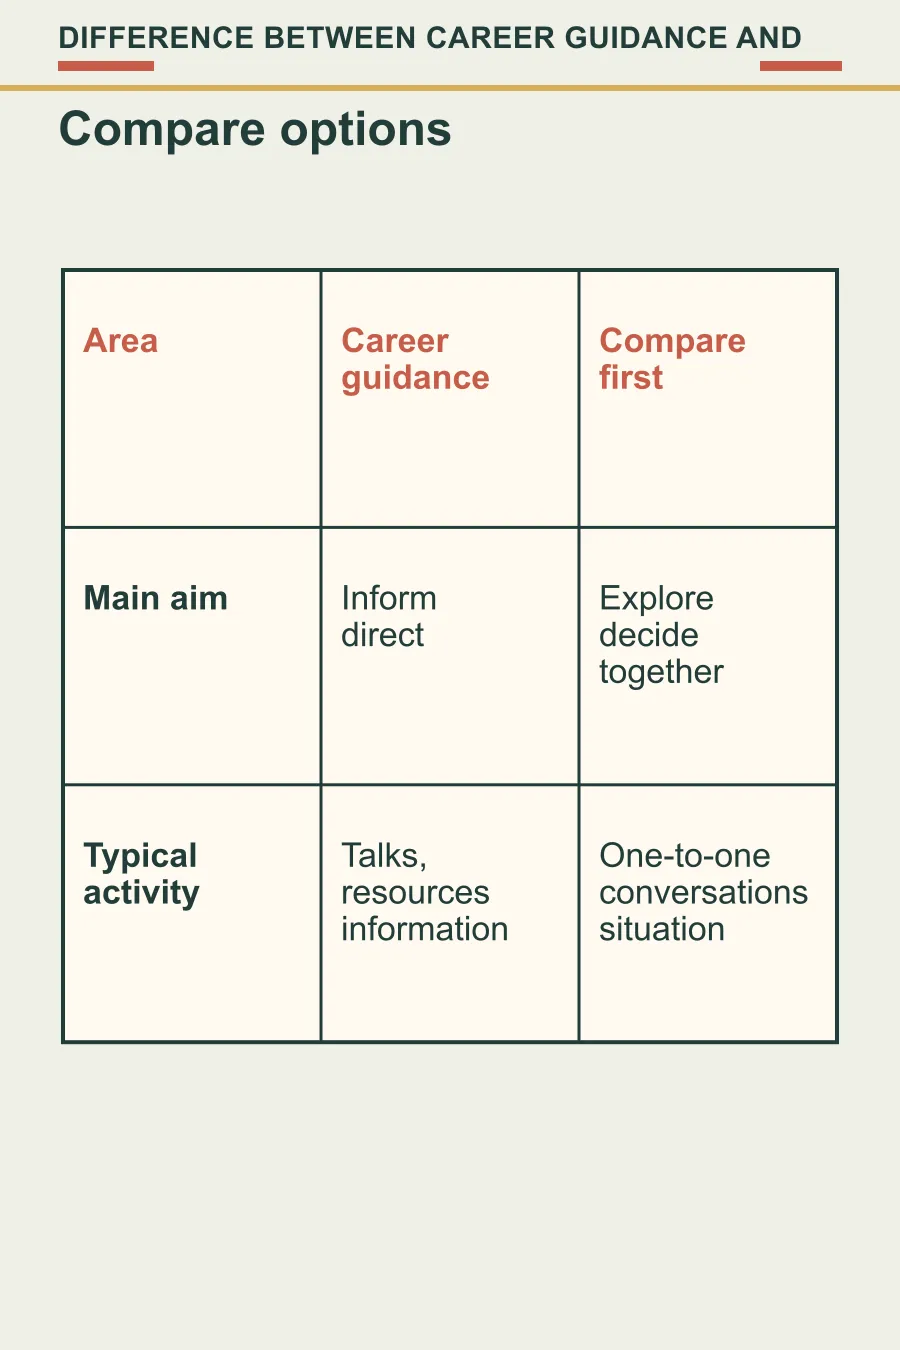 DIFFERENCE BETWEEN CAREER GUIDANCE AND
Compare options
Area
Career
guidance
Compare
first
Main aim
Inform
direct
Explore
decide
together
Typical
activity
Talks,
resources
information
One-to-one
conversations
situation